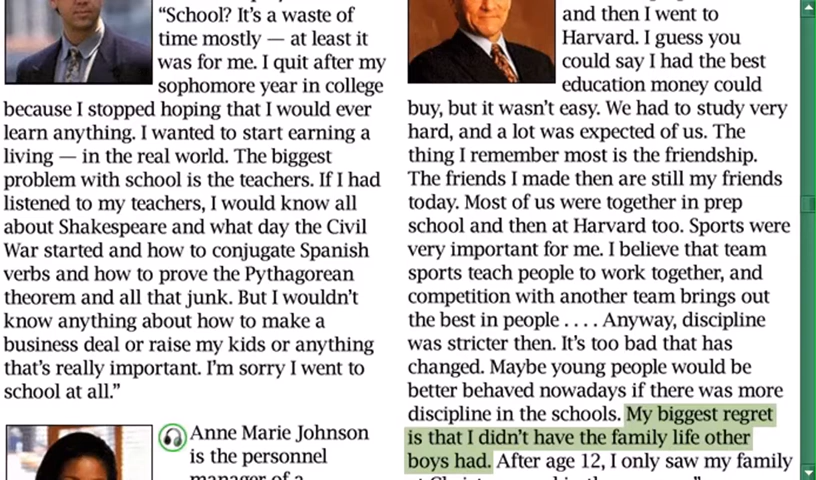 “School? It’s a waste of
time mostly — at least it
was for me. I quit after my
sophomore year in college
because I stopped hoping that I would ever
learn anything. I wanted to start earning a
living — in the real world. The biggest
problem with school is the teachers. If I had
listened to my teachers, I would know all
about Shakespeare and what day the Civil
War started and how to conjugate Spanish
verbs and how to prove the Pythagorean
theorem and all that junk. But I wouldn’t
know anything about how to make a
business deal or raise my kids or anything
that’s really important. I’m sorry I went to
school at all.”
Anne Marie Johnson
is the personnel
manager of a
and then I went to
Harvard. I guess you
could say I had the best
education money could
buy, but it wasn’t easy. We had to study very
hard, and a lot was expected of us. The
thing I remember most is the friendship.
The friends I made then are still my friends
today. Most of us were together in prep
school and then at Harvard too. Sports were
very important for me. I believe that team
sports teach people to work together, and
competition with another team brings out
the best in people . . . . Anyway, discipline
was stricter then. It’s too bad that has
changed. Maybe young people would be
better behaved nowadays if there was more
discipline in the schools. My biggest regret
is that I didn’t have the family life other
boys had. After age 12, I only saw my family